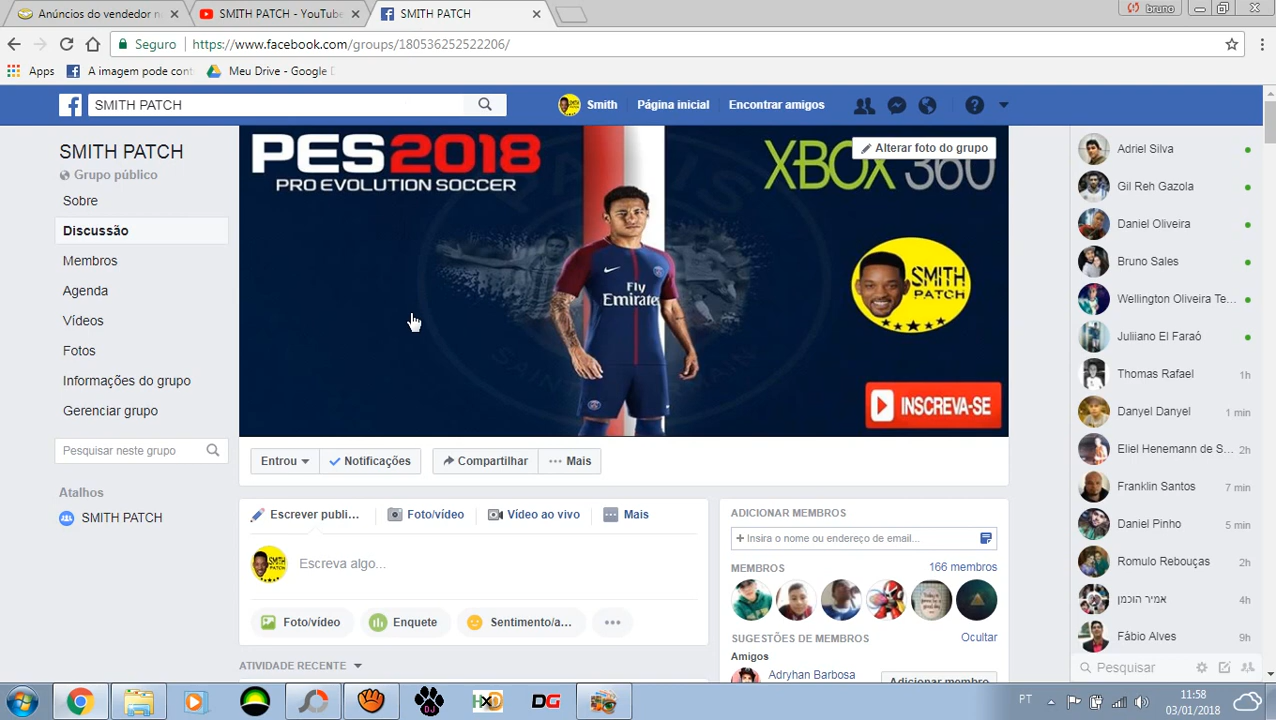 Anúncios do vendedor n
SMITH PATCH - YouTube
SMITH PATCH
bruno
Seguro
https://www.facebook.com/groups/180536252522206/
Apps
A imagem pode cont
Meu Drive - Google D
SMITH PATCH
Smith
Página inicial
Encontrar amigos
SMITH PATCH
Grupo público
Sobre
Discussão
Membros
Agenda
Vídeos
Fotos
Informações do grupo
Gerenciar grupo
Pesquisar neste grupo
Atalhos
SMITH PATCH
PES2018
PRO EVOLUTION SOCCER
XBOX 360
Alterar foto do grupo
Fly
Emirates
SMITH
PATCH
INSCREVA-SE
Entrou
Notificações
Compartilhar
Mais
Escrever publi...
Foto/vídeo
Vídeo ao vivo
Mais
Escreva algo...
Foto/vídeo
Enquete
Sentimento/a...
ATIVIDADE RECENTE
ADICIONAR MEMBROS
+ Insira o nome ou endereço de email...
MEMBROS
166 membros
SUGESTÕES DE MEMBROS
Ocultar
Amigos
Adryhan Barbosa
Adicionar membro
Adriel Silva
Gil Reh Gazola
Daniel Oliveira
Bruno Sales
Wellington Oliveira Te...
Juliiano El Faraó
Thomas Rafael 1h
Danyel Danyel 1 min
Eliel Henemann de S... 2h
Franklin Santos 7 min
Daniel Pinho 5 min
Romulo Rebouças 2h
אמיר הוכמן 4h
Fábio Alves 9h
Pesquisar
HXD
DG
PT
11:58
03/01/2018